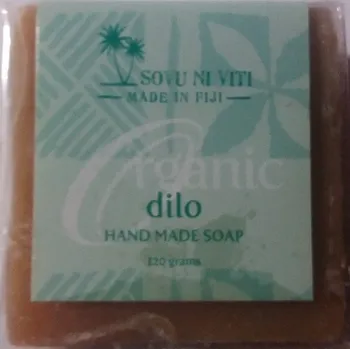 SOVU NI VITI
MADE IN FIJI
Organic
dilo
HAND MADE SOAP
120 grams